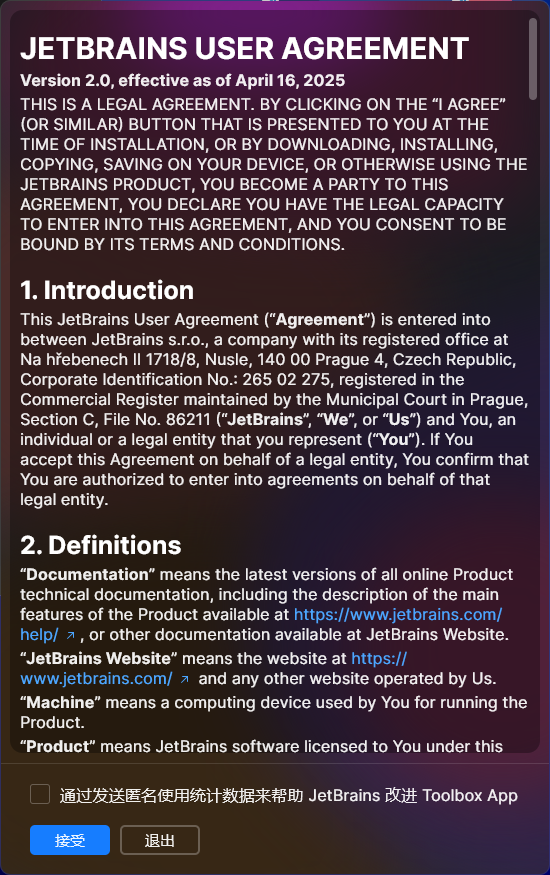 JETBRAINS USER AGREEMENT
Version 2.0, effective as of April 16, 2025
THIS IS A LEGAL AGREEMENT. BY CLICKING ON THE “I AGREE”
(OR SIMILAR) BUTTON THAT IS PRESENTED TO YOU AT THE
TIME OF INSTALLATION, OR BY DOWNLOADING, INSTALLING,
COPYING, SAVING ON YOUR DEVICE, OR OTHERWISE USING THE
JETBRAINS PRODUCT, YOU BECOME A PARTY TO THIS
AGREEMENT, YOU DECLARE YOU HAVE THE LEGAL CAPACITY
TO ENTER INTO THIS AGREEMENT, AND YOU CONSENT TO BE
BOUND BY ITS TERMS AND CONDITIONS.
1. Introduction
This JetBrains User Agreement (“Agreement”) is entered into
between JetBrains s.r.o., a company with its registered office at
Na hřebenech II 1718/8, Nusle, 140 00 Prague 4, Czech Republic,
Corporate Identification No.: 265 02 275, registered in the
Commercial Register maintained by the Municipal Court in Prague,
Section C, File No. 86211 (“JetBrains”, “We”, or “Us”) and You, an
individual or a legal entity that you represent (“You”). If You
accept this Agreement on behalf of a legal entity, You confirm that
You are authorized to enter into agreements on behalf of that
legal entity.
2. Definitions
“Documentation” means the latest versions of all online Product
technical documentation, including the description of the main
features of the Product available at https://www.jetbrains.com/
help/ ↗ , or other documentation available at JetBrains Website.
“JetBrains Website” means the website at https://
www.jetbrains.com/ ↗ and any other website operated by Us.
“Machine” means a computing device used by You for running the
Product.
“Product” means JetBrains software licensed to You under this
通过发送匿名使用统计数据来帮助 JetBrains 改进 Toolbox App
接受
退出